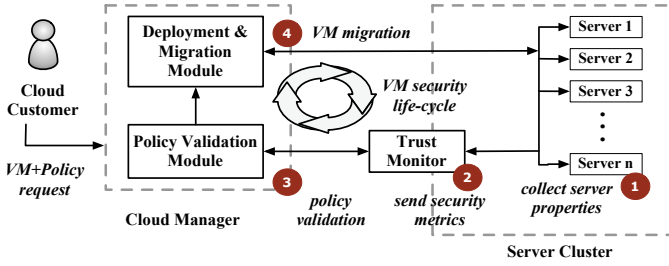 Deployment &
Migration
Module
4
VM migration
Server 1
Server 2
Server 3
Server n
1
Cloud
Customer
VM security
life-cycle
Policy Validation
Module
3
Trust
Monitor
2
VM+Policy
request
policy
validation
send security
metrics
collect server
properties
Cloud Manager
Server Cluster